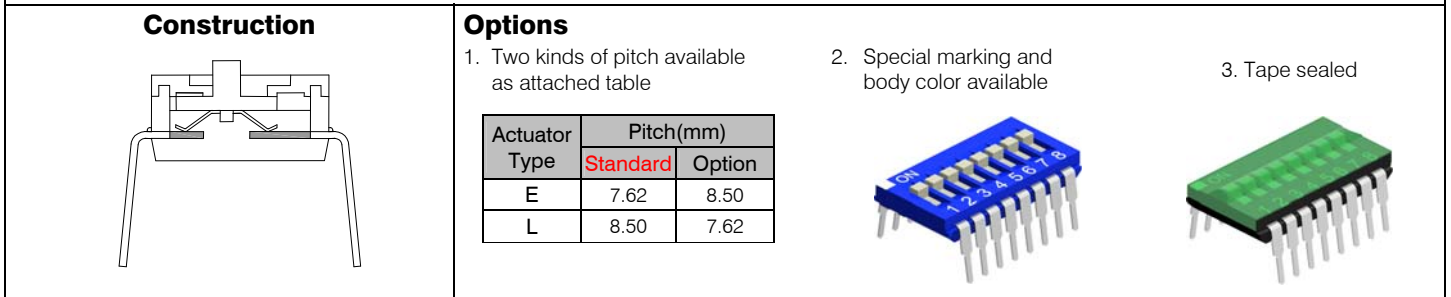 Construction
Options
1. Two kinds of pitch available
as attached table
Actuator Type
Pitch(mm)
Standard Option
E 7.62 8.50
L 8.50 7.62
2. Special marking and
body color available
ON
1 2 3 4 5 6 7 8
3. Tape sealed